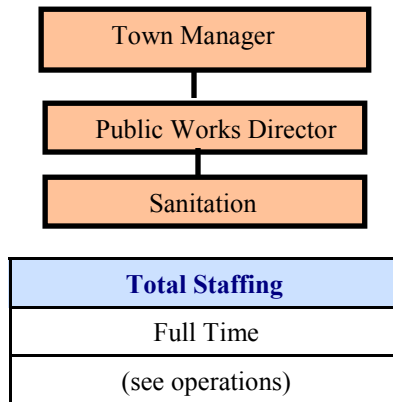 Town Manager
Public Works Director
Sanitation
Total Staffing
Full Time
(see operations)